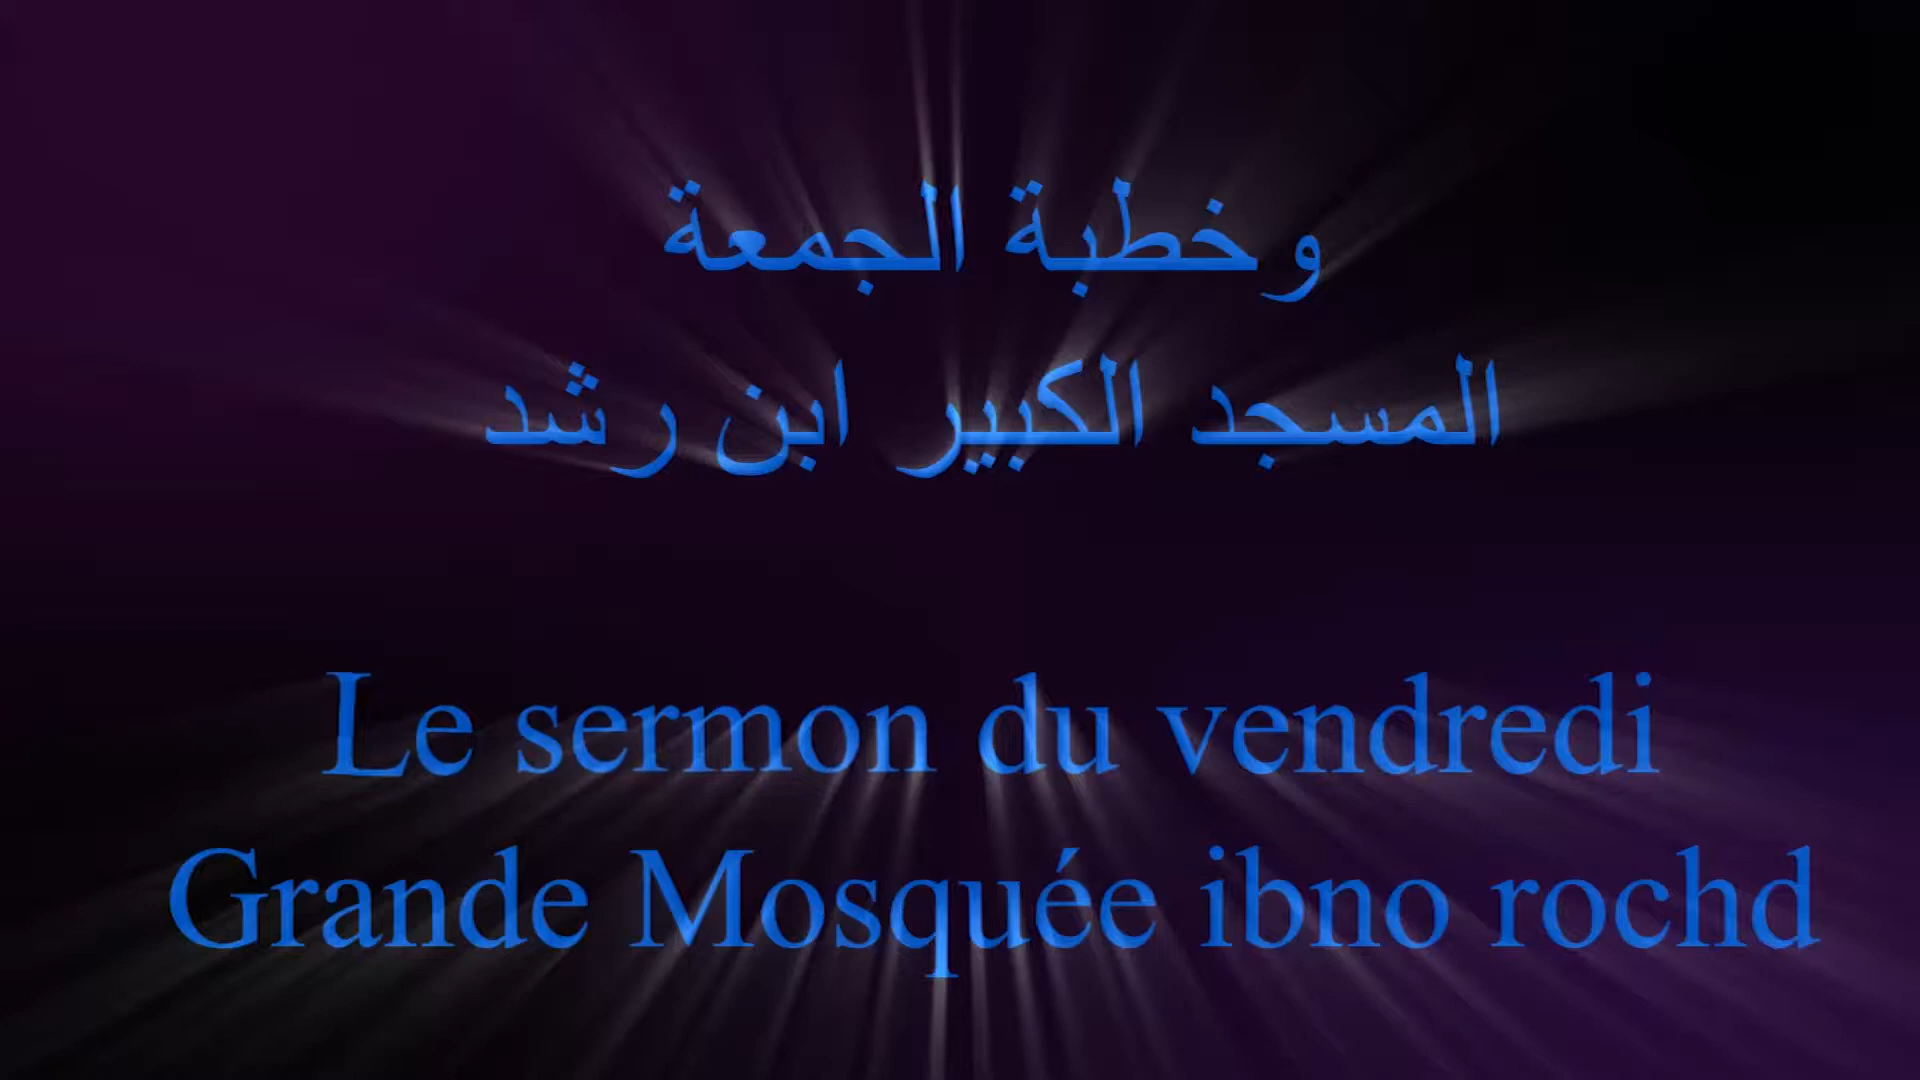 وخطبة الجمعة
المسجد الكبير ابن رشد
Le sermon du vendredi
Grande Mosquée ibno rochd